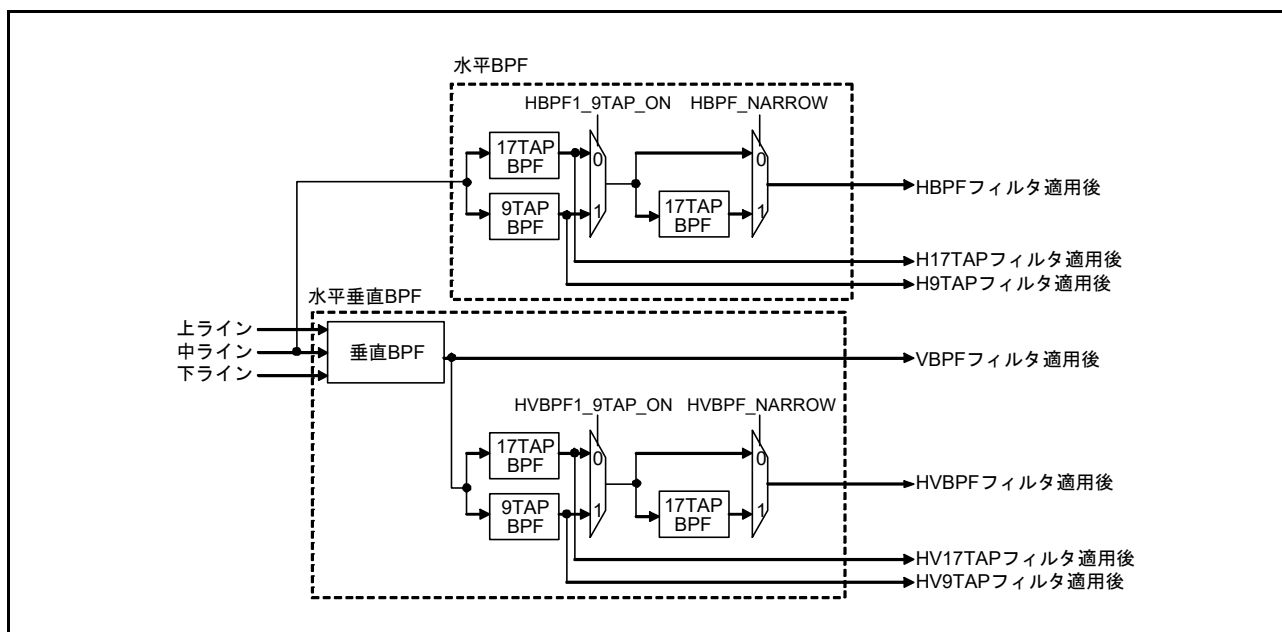 水平BPF
HBPF1_9TAP_ON HBPF_NARROW
17TAP
BPF
0
0
HBPFフィルタ適用後
9TAP
BPF
1
17TAP
BPF
1
H17TAPフィルタ適用後
H9TAPフィルタ適用後
水平垂直BPF
上ライン
中ライン
下ライン
垂直BPF
VBPFフィルタ適用後
HVBPF1_9TAP_ON HVBPF_NARROW
17TAP
BPF
0
0
HVBPFフィルタ適用後
9TAP
BPF
1
17TAP
BPF
1
HV17TAPフィルタ適用後
HV9TAPフィルタ適用後